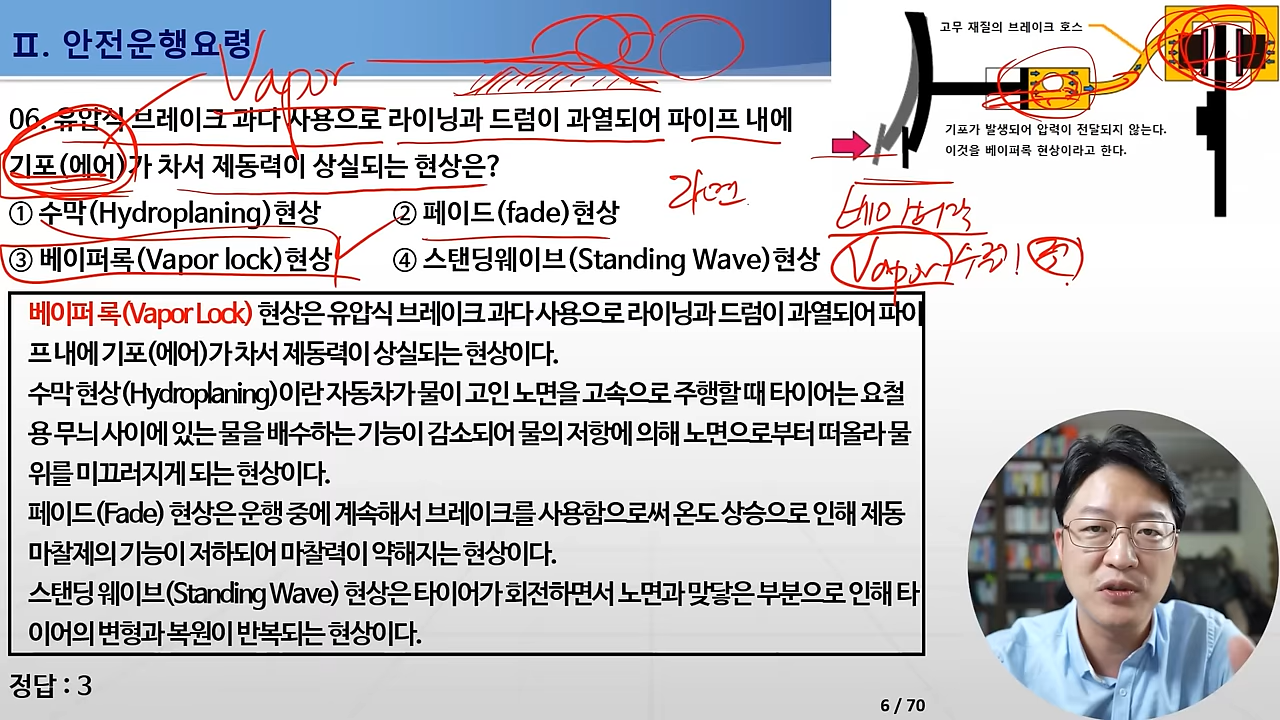 Ⅱ. 안전운행요령
Vapor
고무 재질의 브레이크 호스
기포가 발생되어 압력이 전달되지 않는다.
이것을 베이퍼록 현상이라고 한다.
06. 유압식 브레이크 과다 사용으로 라이닝과 드럼이 과열되어 파이프 내에
기포(에어)가 차서 제동력이 상실되는 현상은?
① 수막(Hydroplaning)현상
② 페이드(fade)현상
라면
③ 베이퍼록(Vapor lock)현상
④ 스탠딩웨이브(Standing Wave)현상
Vapor
베이퍼 록(Vapor Lock) 현상은 유압식 브레이크 과다 사용으로 라이닝과 드럼이 과열되어 파이
프 내에 기포(에어)가 차서 제동력이 상실되는 현상이다.
수막 현상(Hydroplaning)이란 자동차가 물이 고인 노면을 고속으로 주행할 때 타이어는 요철
용 무늬 사이에 있는 물을 배수하는 기능이 감소되어 물의 저항에 의해 노면으로부터 떠올라 물
위를 미끄러지게 되는 현상이다.
페이드(Fade) 현상은 운행 중에 계속해서 브레이크를 사용함으로써 온도 상승으로 인해 제동
마찰제의 기능이 저하되어 마찰력이 약해지는 현상이다.
스탠딩 웨이브(Standing Wave) 현상은 타이어가 회전하면서 노면과 맞닿은 부분으로 인해 타
이어의 변형과 복원이 반복되는 현상이다.
정답 : 3
6 / 70